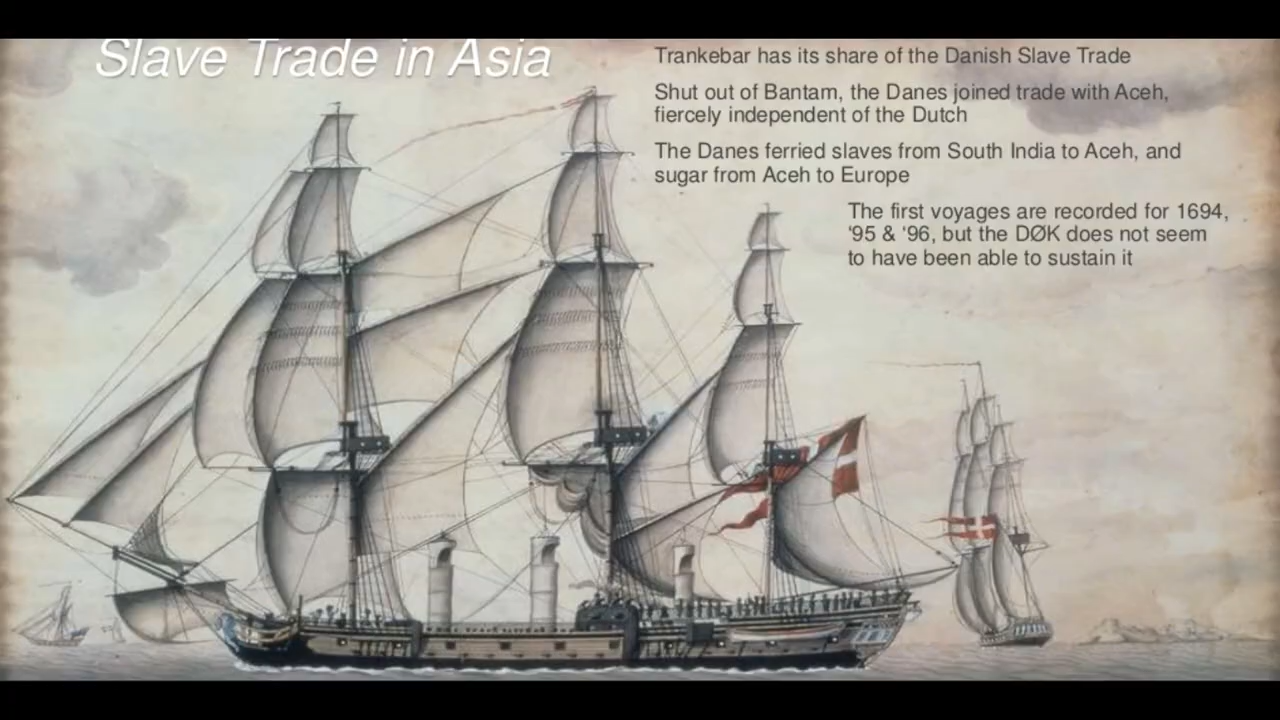 Slave Trade in Asia
Trankebar has its share of the Danish Slave Trade
Shut out of Bantam, the Danes joined trade with Aceh,
fiercely independent of the Dutch
The Danes ferried slaves from South India to Aceh, and
sugar from Aceh to Europe
The first voyages are recorded for 1694,
'95 & '96, but the DØK does not seem
to have been able to sustain it